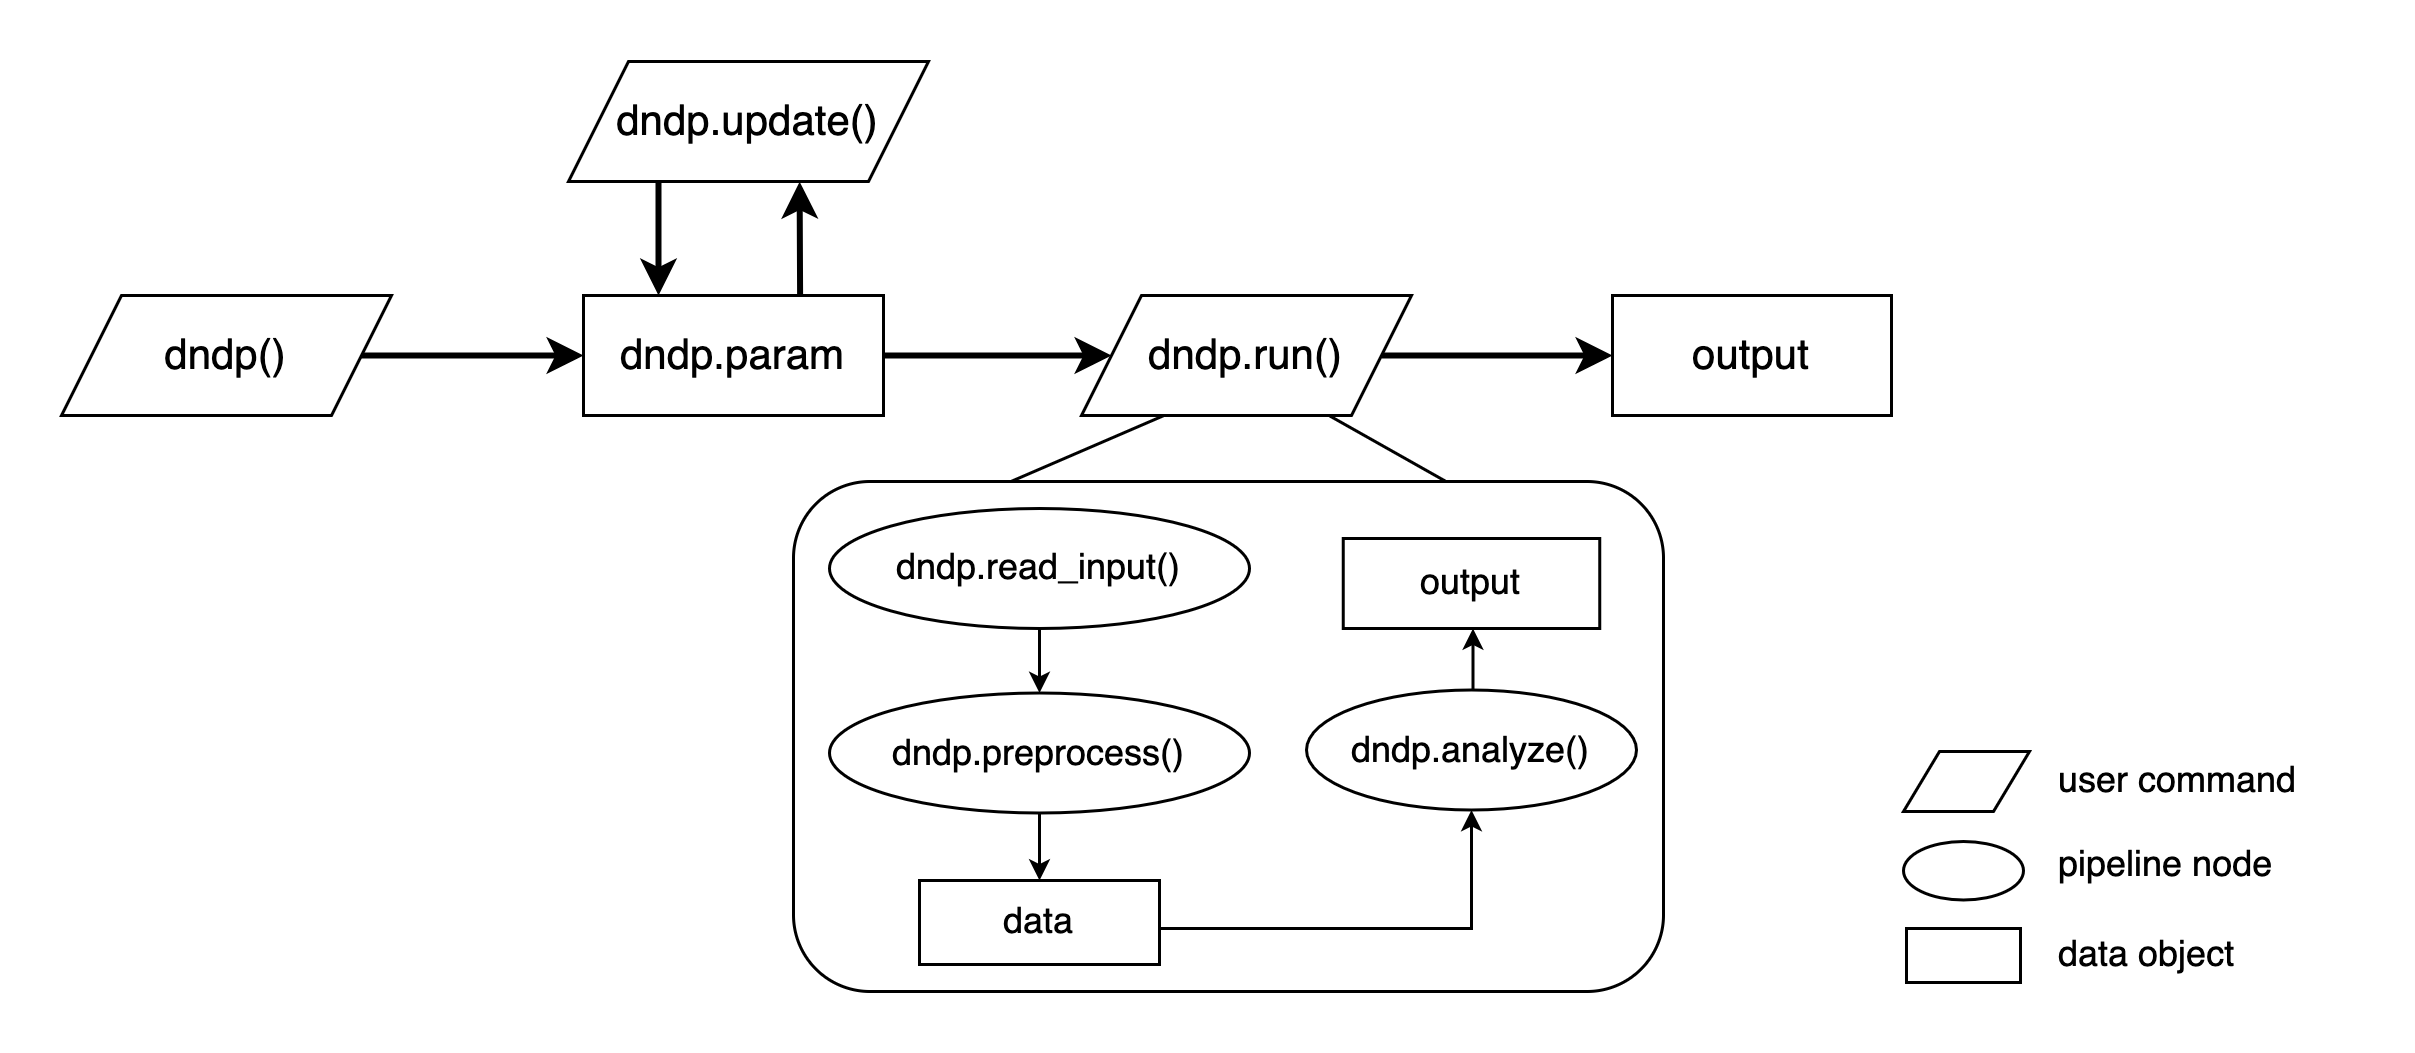 dndp.update()
dndp()
dndp.param
dndp.run()
output
dndp.read_input()
output
dndp.preprocess()
dndp.analyze()
data
user command
pipeline node
data object